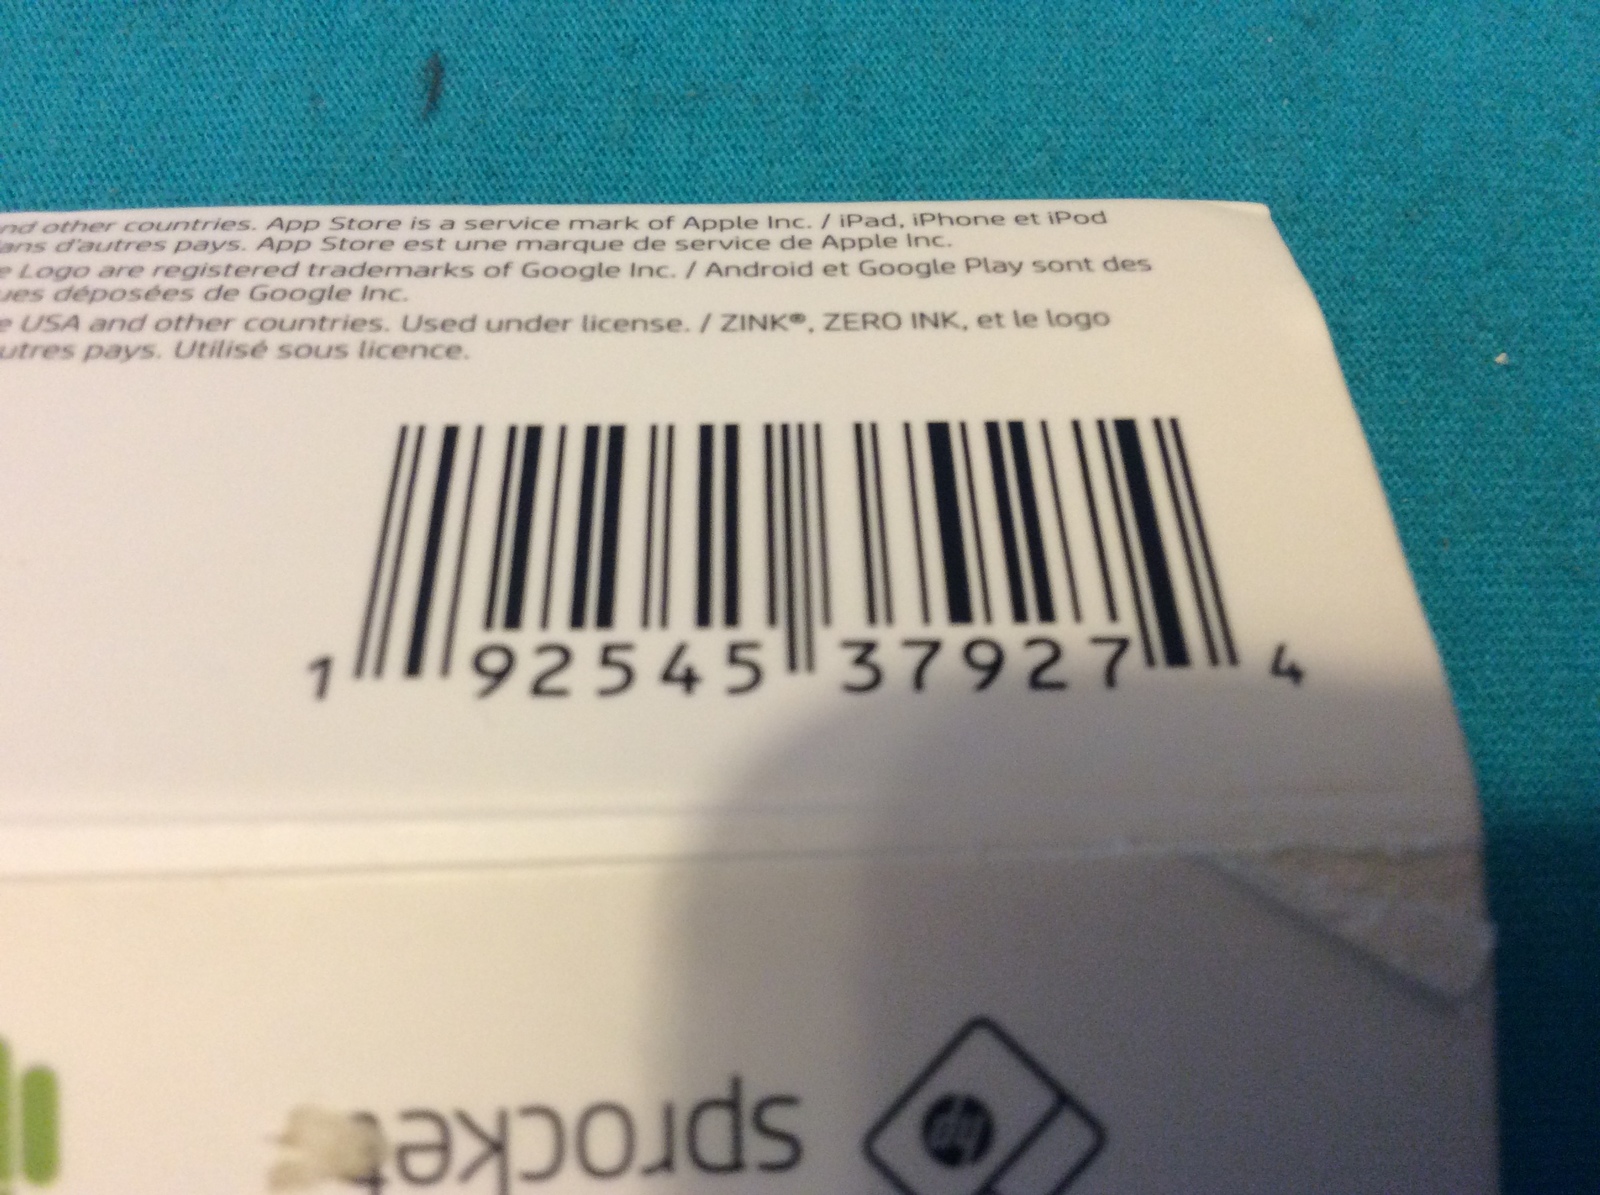 and other countries. App Store is a service mark of Apple Inc. / iPad, iPhone et iPod
ans d'autres pays. App Store est une marque de service de Apple Inc.
e Logo are registered trademarks of Google Inc. / Android et Google Play sont des
ues déposées de Google Inc.
e USA and other countries. Used under license. / ZINK®, ZERO INK, et le logo
utres pays. Utilisé sous licence.
1 92545 37927 4
sprocket
hp